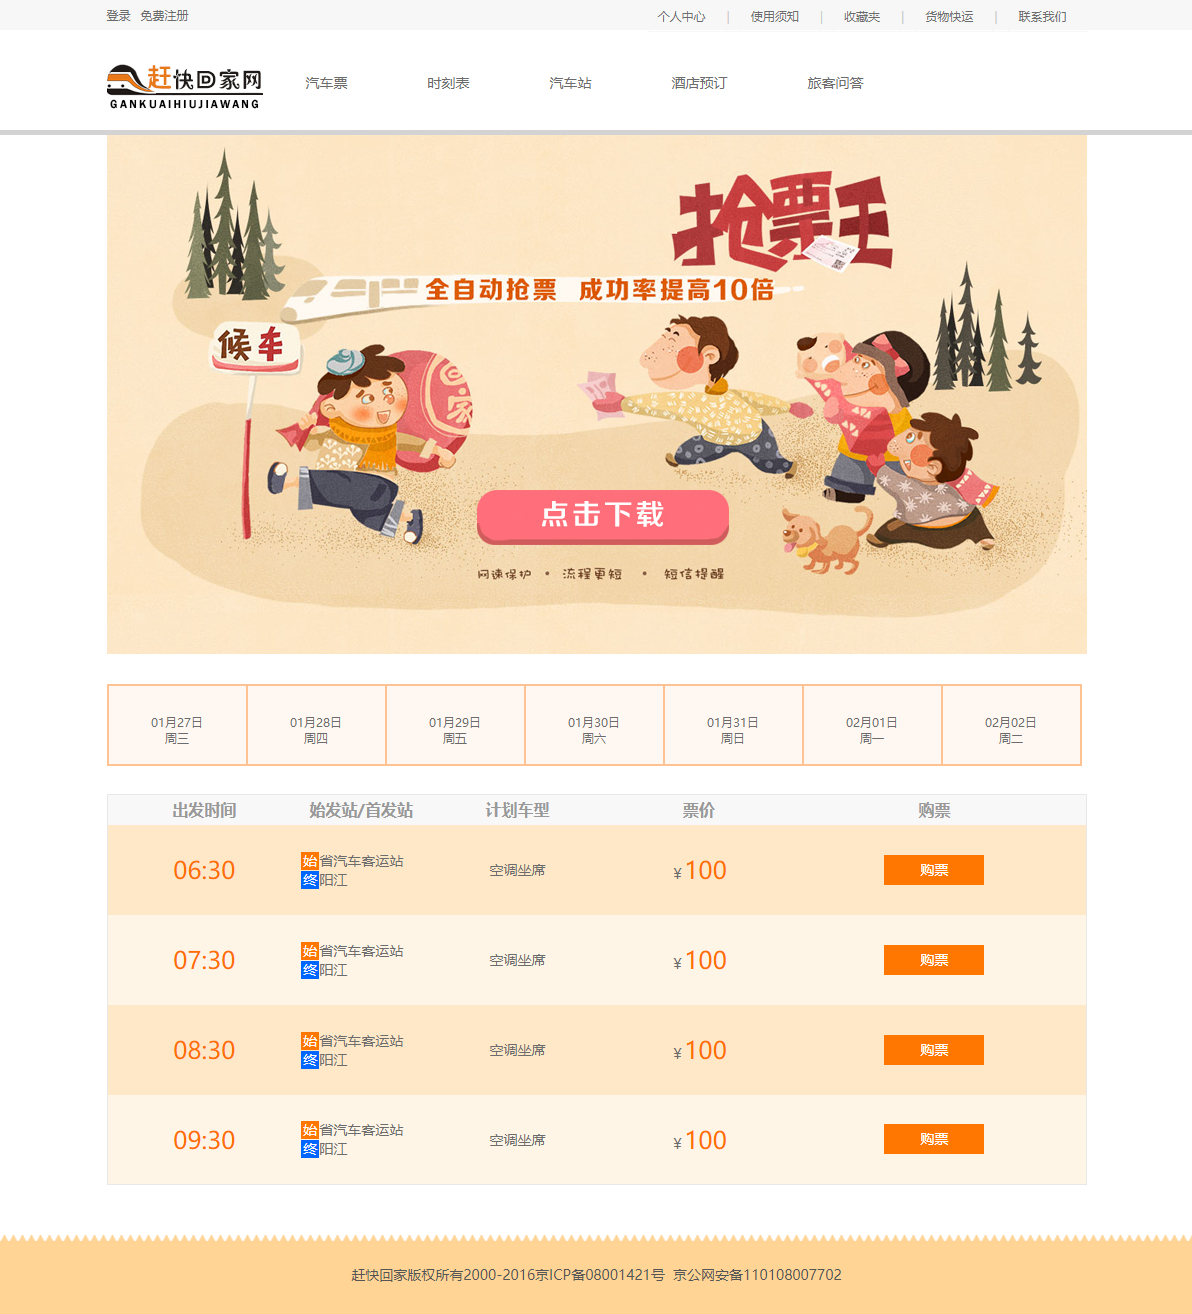 登录 免费注册 个人中心 | 使用须知 | 收藏夹 | 货物快运 | 联系我们
赶快回家网
GANKUAIHIUJIAWANG
汽车票 时刻表 汽车站 酒店预订 旅客问答
抢票王
全自动抢票 成功率提高10倍
候车
回家
点击下载
网速保护 • 流程更短 • 短信提醒
01月27日 01月28日 01月29日 01月30日 01月31日 02月01日 02月02日
周三 周四 周五 周六 周日 周一 周二
出发时间 始发站/首发站 计划车型 票价 购票
06:30 始省汽车客运站 空调坐席 ¥100 购票
终阳江
07:30 始省汽车客运站 空调坐席 ¥100 购票
终阳江
08:30 始省汽车客运站 空调坐席 ¥100 购票
终阳江
09:30 始省汽车客运站 空调坐席 ¥100 购票
终阳江
赶快回家版权所有2000-2016京ICP备08001421号 京公网安备110108007702